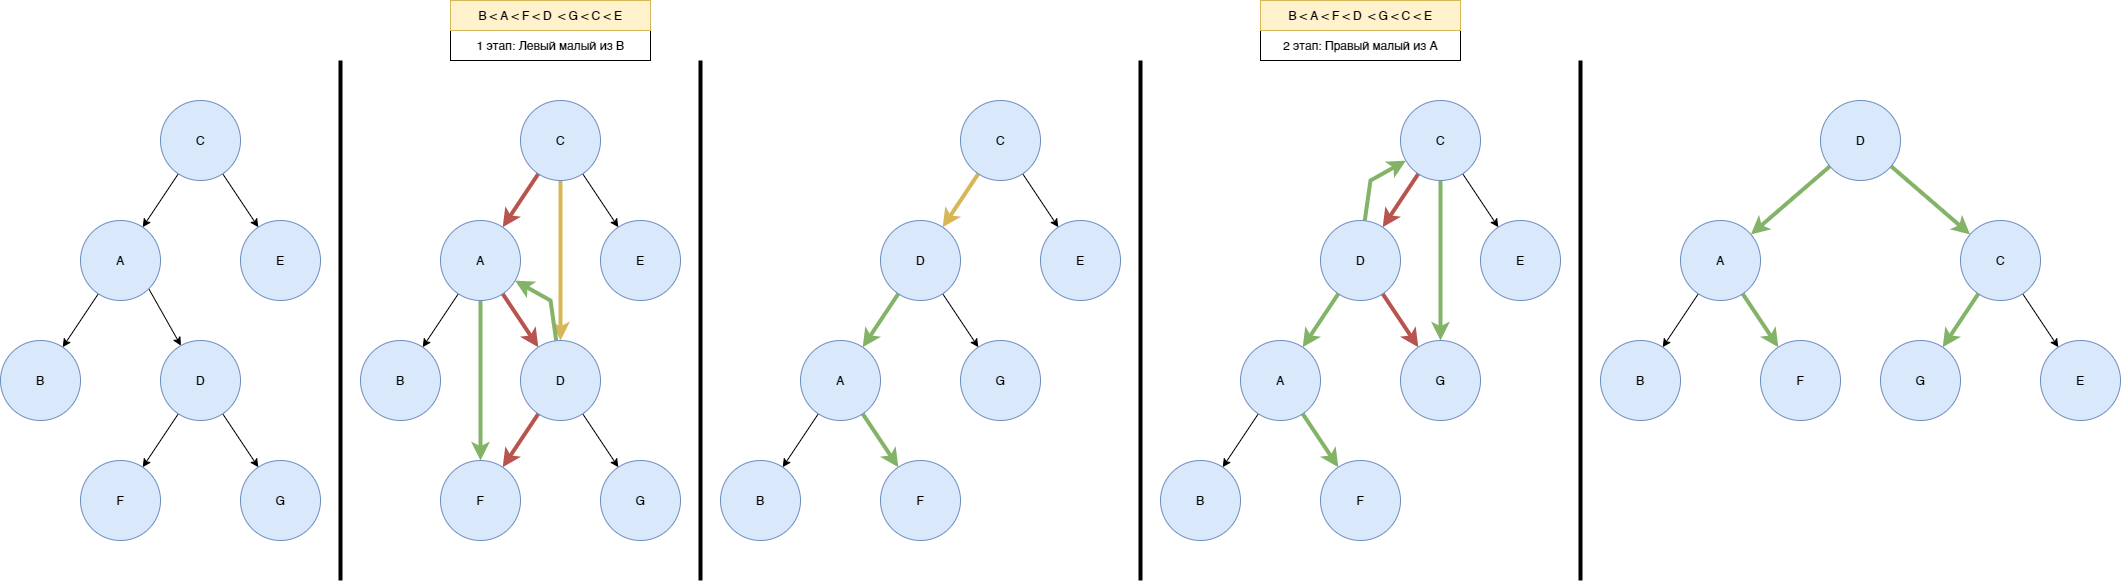 B < A < F < D < G < C < E
1 этап: Левый малый из B
B < A < F < D < G < C < E
2 этап: Правый малый из A
C
A
E
B
D
F
G
C
A
E
B
D
F
G
C
D
E
A
G
B
F
C
D
E
A
G
B
F
D
A
C
B
F
G
E